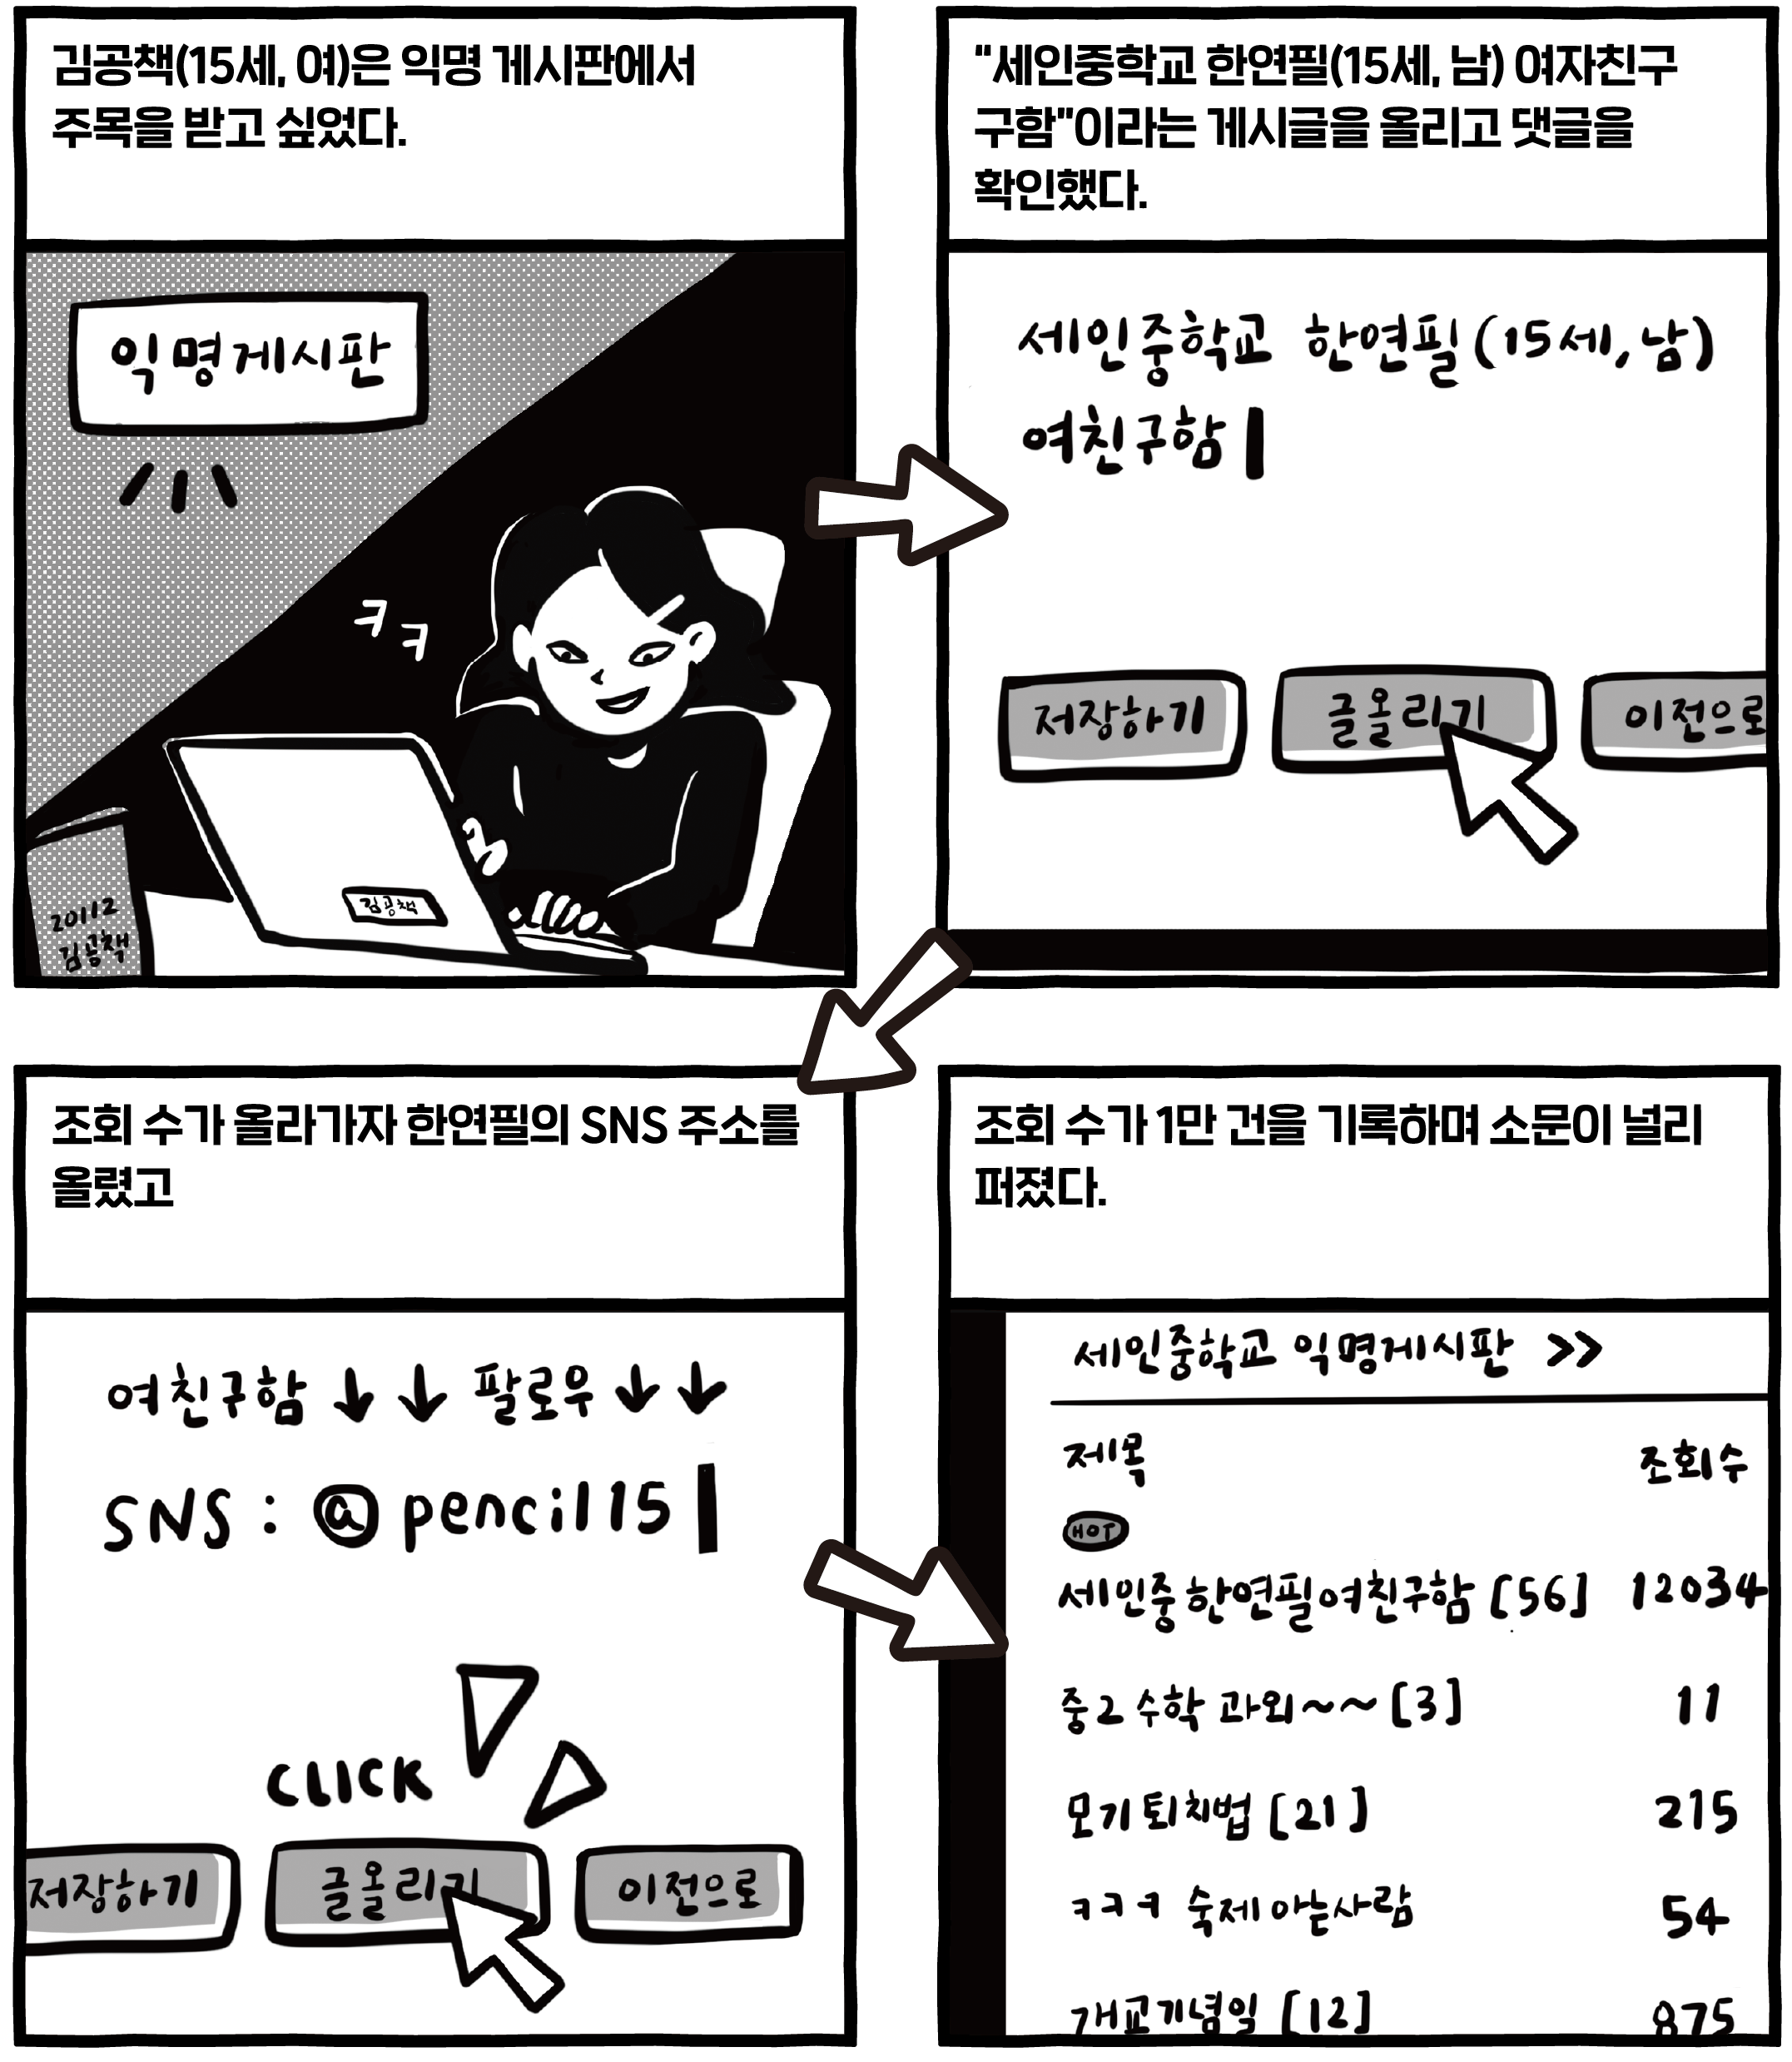 김공책(15세, 여)은 익명 게시판에서
주목을 받고 싶었다.
익명게시판
ㅋㅋ
김공책
20112
김공책
“세인중학교 한연필(15세, 남) 여자친구
구함”이라는 게시글을 올리고 댓글을
확인했다.
세인중학교 한연필(15세, 남)
여친구함
저장하기 글올리기 이전으로
조회 수가 올라가자 한연필의 SNS 주소를
올렸고
여친구함 ↓↓ 팔로우 ↓↓
SNS : @pencil15
CLICK
저장하기 글올리기 이전으로
조회 수가 1만 건을 기록하며 소문이 널리
퍼졌다.
세인중학교 익명게시판 >>
제목 조회수
HOT
세인중 한연필 여친구함 [56] 12034
중2 수학 과외~~ [3] 11
모기 퇴치법 [21] 215
ㅋㅋㅋ 숙제 아는사람 54
개교기념일 [12] 875